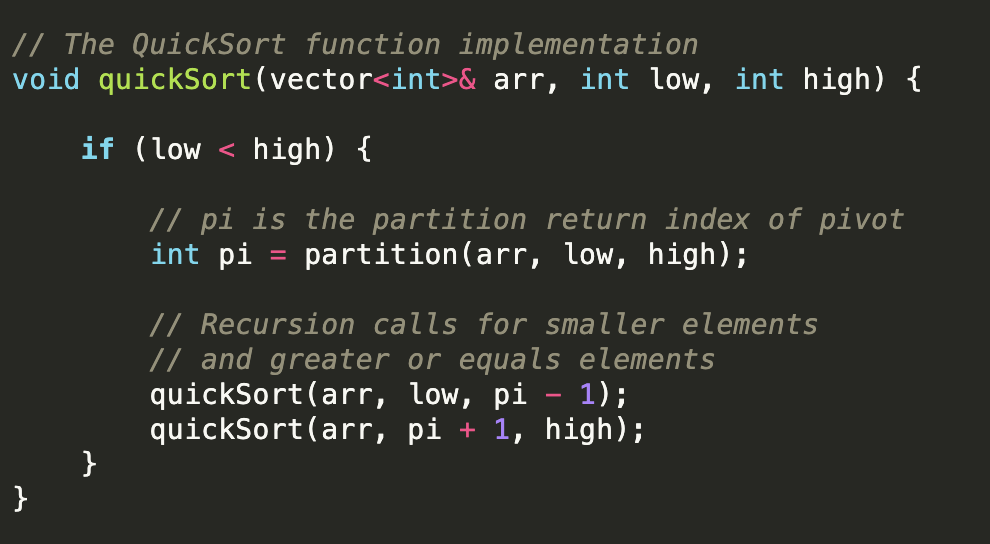 // The QuickSort function implementation
void quickSort(vector<int>& arr, int low, int high) {
    if (low < high) {
        // pi is the partition return index of pivot
        int pi = partition(arr, low, high);
        // Recursion calls for smaller elements
        // and greater or equals elements
        quickSort(arr, low, pi - 1);
        quickSort(arr, pi + 1, high);
    }
}